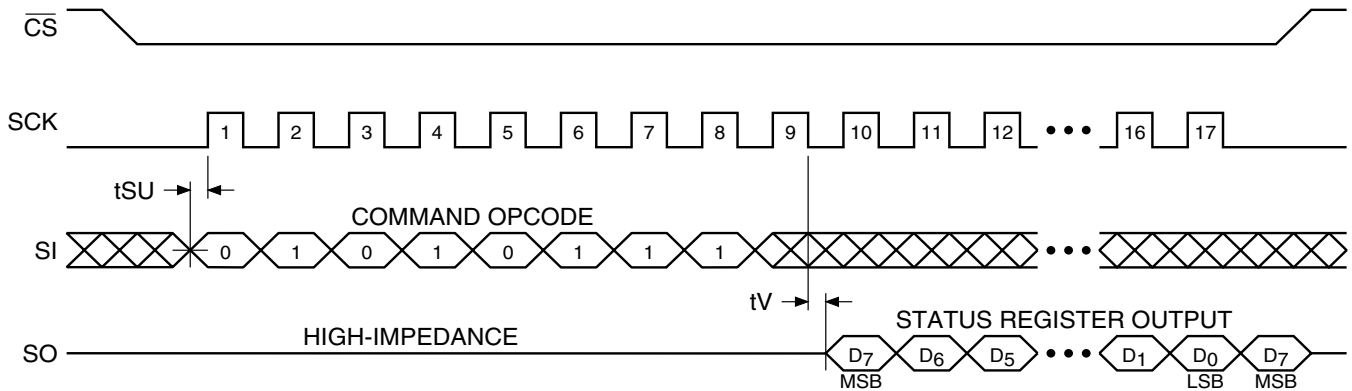 CS
SCK
1 2 3 4 5 6 7 8 9 10 11 12 16 17
tSU
COMMAND OPCODE
SI
0 1 0 1 0 1 1 1
tV
HIGH-IMPEDANCE
STATUS REGISTER OUTPUT
SO
D7 D6 D5 D1 D0 D7
MSB LSB MSB